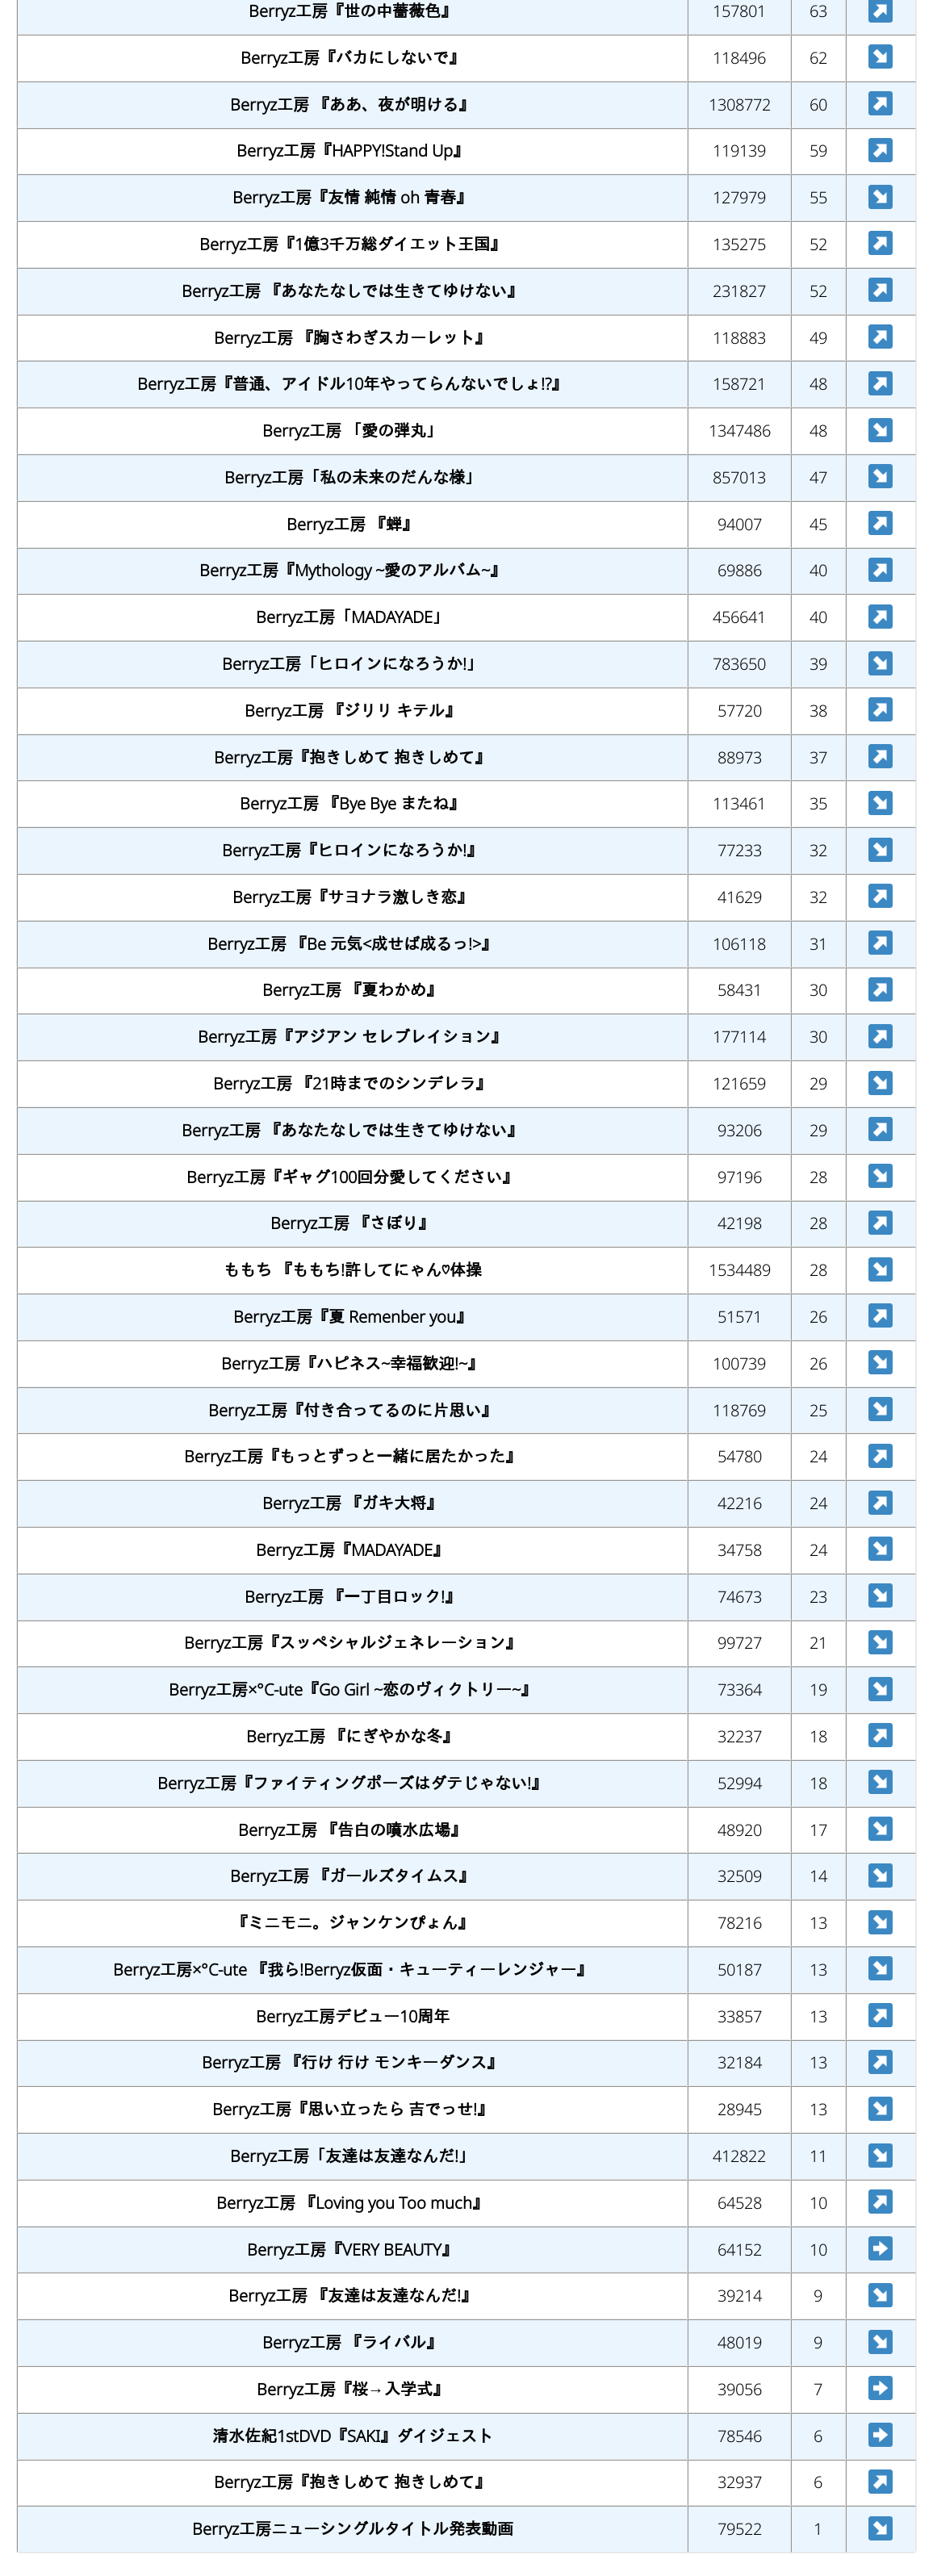 Berryz工房『世の中薔薇色』 157801 63 ↗
Berryz工房『バカにしないで』 118496 62 ↘
Berryz工房 『ああ、夜が明ける』 1308772 60 ↗
Berryz工房『HAPPY!Stand Up』 119139 59 ↗
Berryz工房『友情 純情 oh 青春』 127979 55 ↘
Berryz工房『1億3千万総ダイエット王国』 135275 52 ↗
Berryz工房 『あなたなしでは生きてゆけない』 231827 52 ↗
Berryz工房 『胸さわぎスカーレット』 118883 49 ↗
Berryz工房『普通、アイドル10年やってらんないでしょ!?』 158721 48 ↗
Berryz工房 「愛の弾丸」 1347486 48 ↘
Berryz工房「私の未来のだんな様」 857013 47 ↘
Berryz工房 『蝉』 94007 45 ↗
Berryz工房『Mythology ~愛のアルバム~』 69886 40 ↗
Berryz工房「MADAYADE」 456641 40 ↗
Berryz工房「ヒロインになろうか!」 783650 39 ↘
Berryz工房 『ジリリ キテル』 57720 38 ↗
Berryz工房『抱きしめて 抱きしめて』 88973 37 ↗
Berryz工房 『Bye Bye またね』 113461 35 ↘
Berryz工房『ヒロインになろうか!』 77233 32 ↘
Berryz工房『サヨナラ激しき恋』 41629 32 ↗
Berryz工房 『Be 元気<成せば成るっ!>』 106118 31 ↗
Berryz工房 『夏わかめ』 58431 30 ↗
Berryz工房『アジアン セレブレイション』 177114 30 ↗
Berryz工房 『21時までのシンデレラ』 121659 29 ↘
Berryz工房 『あなたなしでは生きてゆけない』 93206 29 ↗
Berryz工房『ギャグ100回分愛してください』 97196 28 ↘
Berryz工房 『さぼり』 42198 28 ↗
ももち 『ももち!許してにゃん♡体操 1534489 28 ↘
Berryz工房『夏 Remenber you』 51571 26 ↗
Berryz工房『ハピネス~幸福歓迎!~』 100739 26 ↘
Berryz工房『付き合ってるのに片思い』 118769 25 ↘
Berryz工房『もっとずっと一緒に居たかった』 54780 24 ↗
Berryz工房 『ガキ大将』 42216 24 ↗
Berryz工房『MADAYADE』 34758 24 ↘
Berryz工房 『一丁目ロック!』 74673 23 ↘
Berryz工房『スッペシャルジェネレーション』 99727 21 ↘
Berryz工房×°C-ute『Go Girl ~恋のヴィクトリー~』 73364 19 ↘
Berryz工房 『にぎやかな冬』 32237 18 ↗
Berryz工房『ファイティングポーズはダテじゃない!』 52994 18 ↘
Berryz工房 『告白の噴水広場』 48920 17 ↘
Berryz工房 『ガールズタイムス』 32509 14 ↘
『ミニモニ。ジャンケンぴょん』 78216 13 ↘
Berryz工房×°C-ute 『我ら!Berryz仮面・キューティーレンジャー』 50187 13 ↘
Berryz工房デビュー10周年 33857 13 ↗
Berryz工房 『行け 行け モンキーダンス』 32184 13 ↗
Berryz工房『思い立ったら 吉でっせ!』 28945 13 ↘
Berryz工房「友達は友達なんだ!」 412822 11 ↘
Berryz工房 『Loving you Too much』 64528 10 ↗
Berryz工房『VERY BEAUTY』 64152 10 ➡
Berryz工房 『友達は友達なんだ!』 39214 9 ↘
Berryz工房 『ライバル』 48019 9 ↘
Berryz工房『桜→入学式』 39056 7 ➡
清水佐紀1stDVD『SAKI』ダイジェスト 78546 6 ➡
Berryz工房『抱きしめて 抱きしめて』 32937 6 ↗
Berryz工房ニューシングルタイトル発表動画 79522 1 ↘